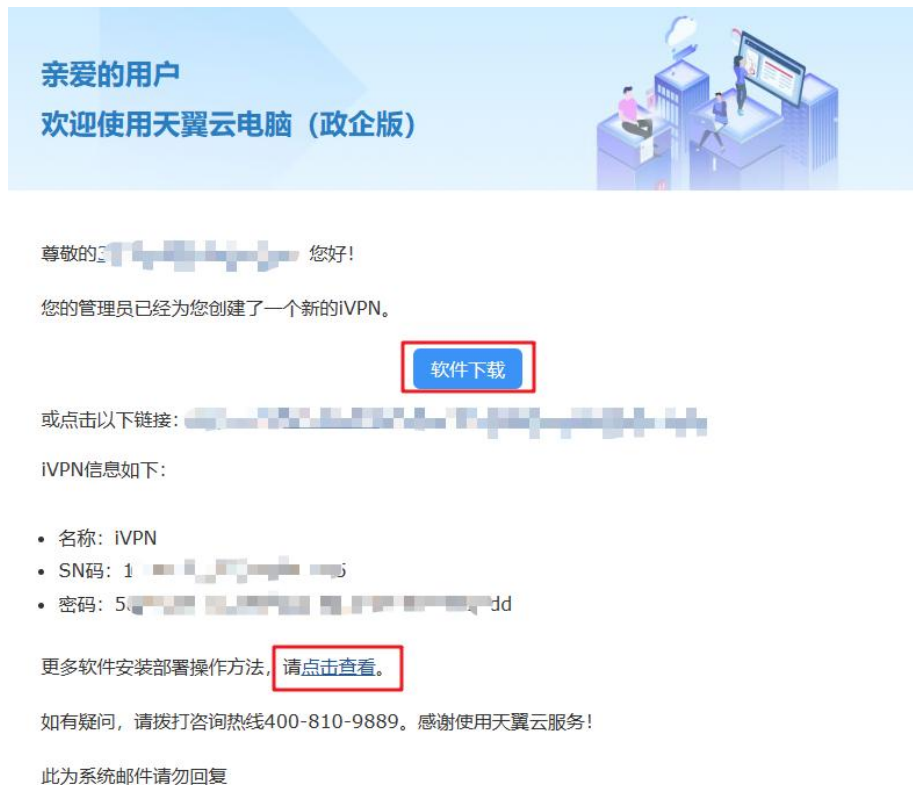 亲爱的用户
欢迎使用天翼云电脑（政企版）
尊敬的 您好！
您的管理员已经为您创建了一个新的iVPN。
软件下载
或点击以下链接：
iVPN信息如下：
• 名称：iVPN
• SN码：1
• 密码：5 dd
更多软件安装部署操作方法，请点击查看。
如有疑问，请拨打咨询热线400-810-9889。感谢使用天翼云服务！
此为系统邮件请勿回复